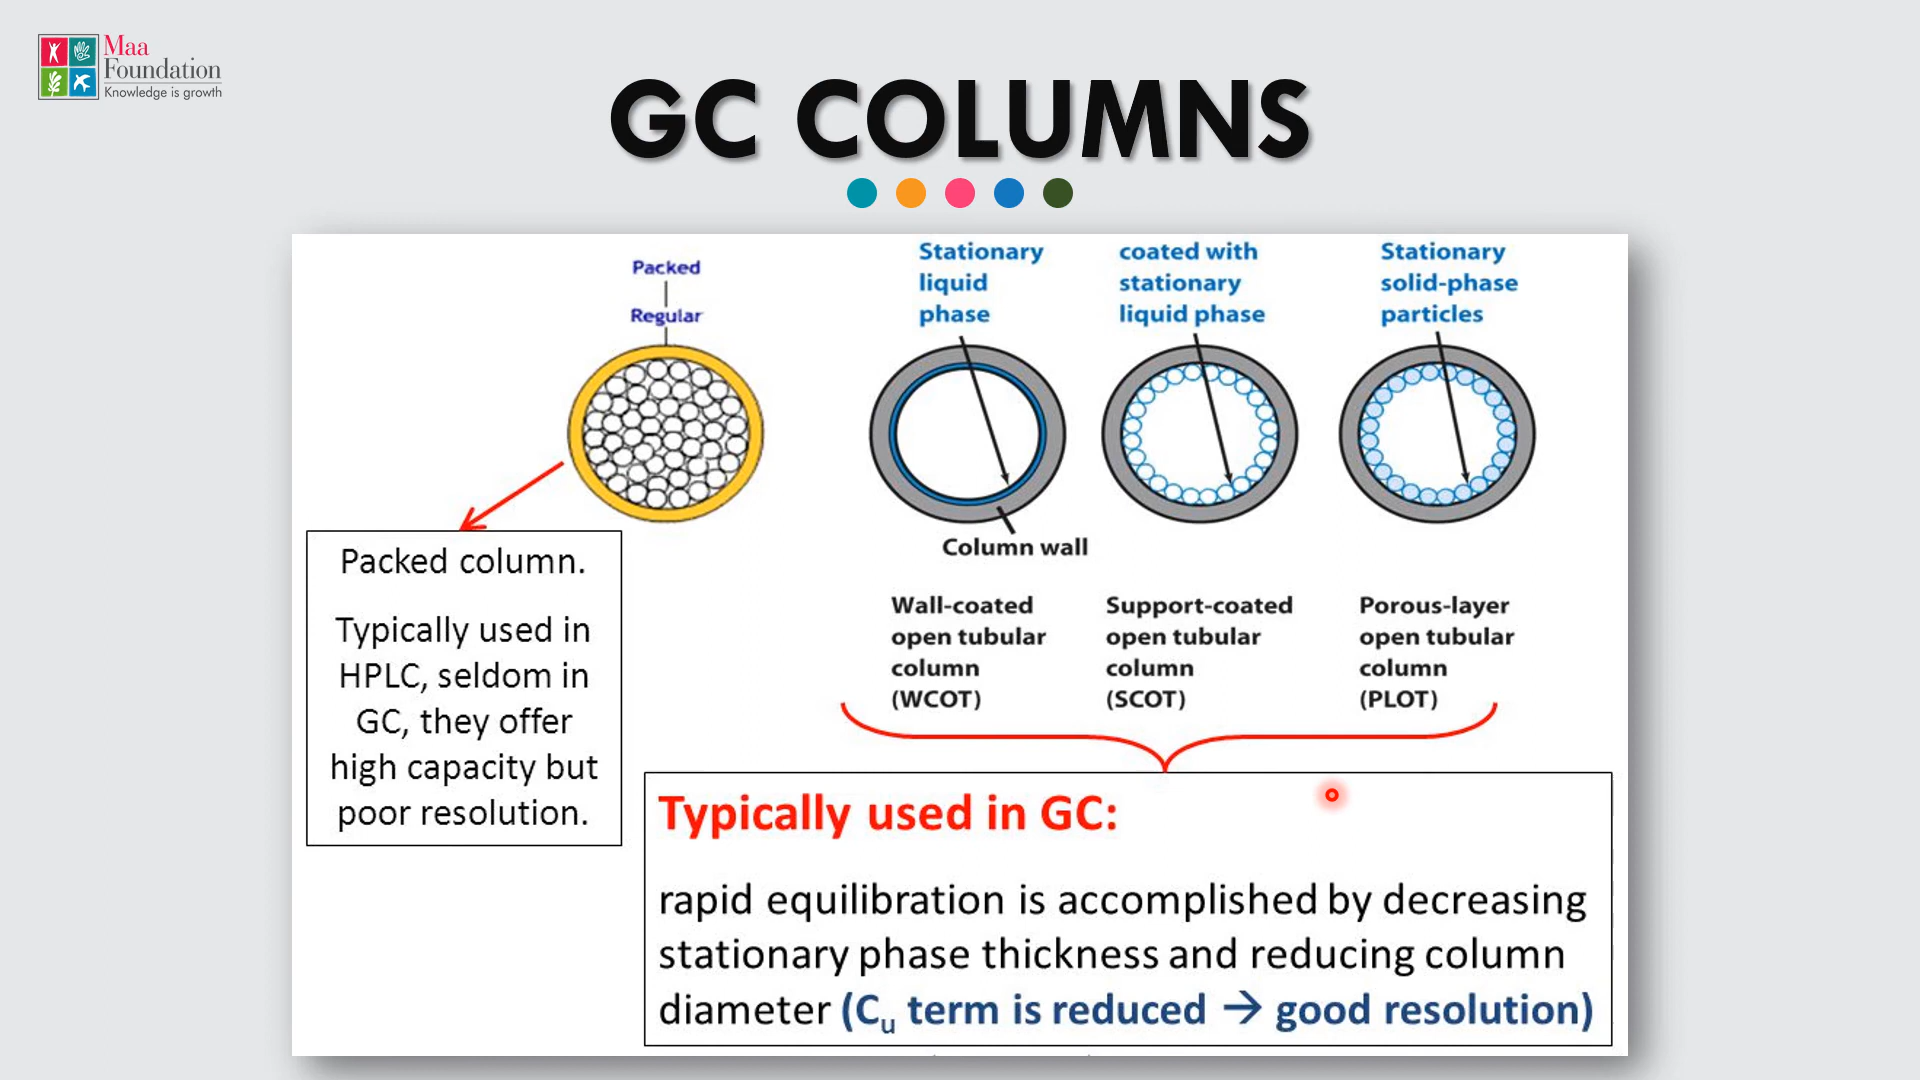 Maa
Foundation
Knowledge is growth
GC COLUMNS
Packed
Regular
Stationary
liquid
phase
coated with
stationary
liquid phase
Stationary
solid-phase
particles
Column wall
Wall-coated
open tubular
column
(WCOT)
Support-coated
open tubular
column
(SCOT)
Porous-layer
open tubular
column
(PLOT)
Packed column.
Typically used in
HPLC, seldom in
GC, they offer
high capacity but
poor resolution.
Typically used in GC:
rapid equilibration is accomplished by decreasing
stationary phase thickness and reducing column
diameter (Cu term is reduced → good resolution)